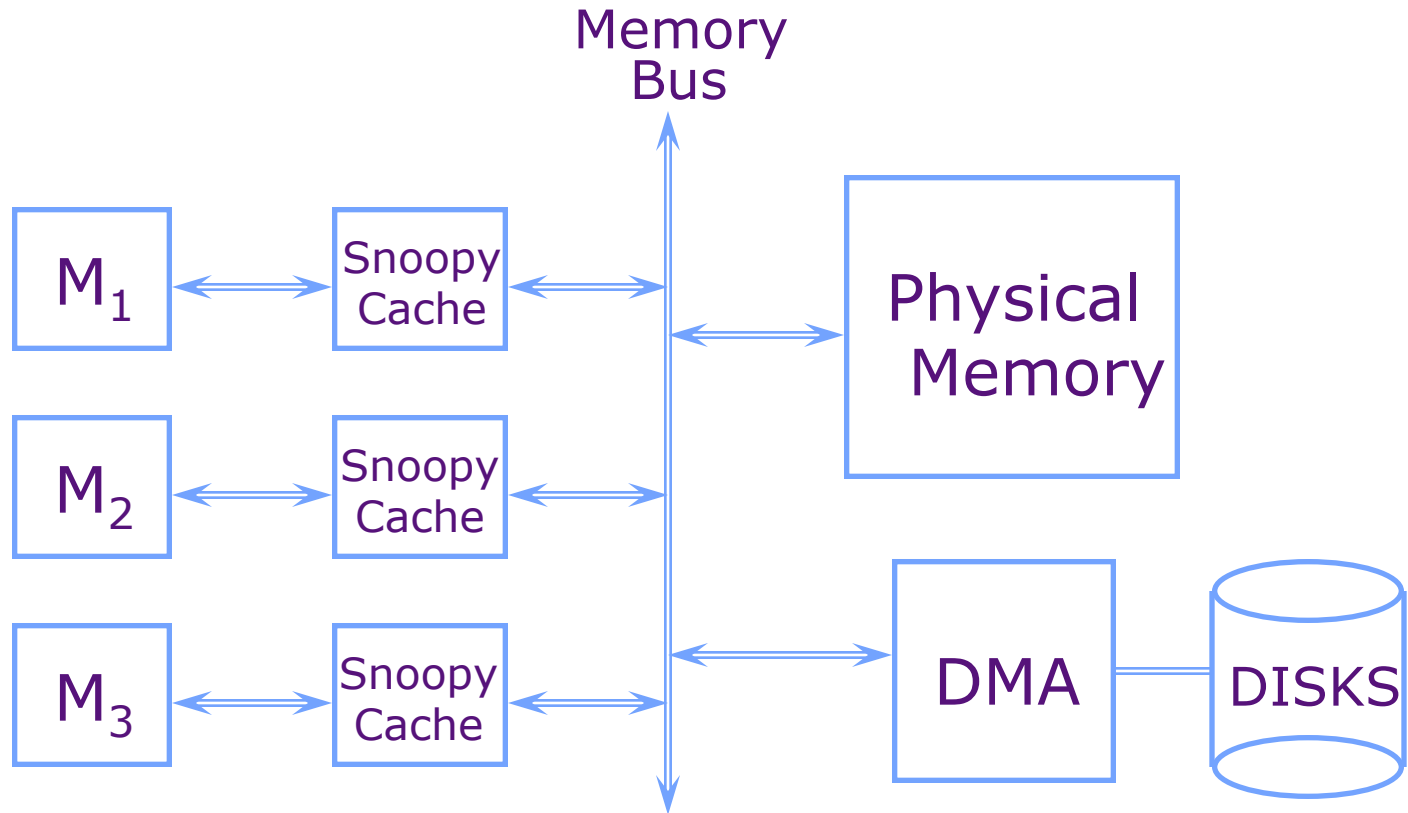 Memory
Bus
M1
Snoopy
Cache
Physical
Memory
M2
Snoopy
Cache
M3
Snoopy
Cache
DMA
DISKS